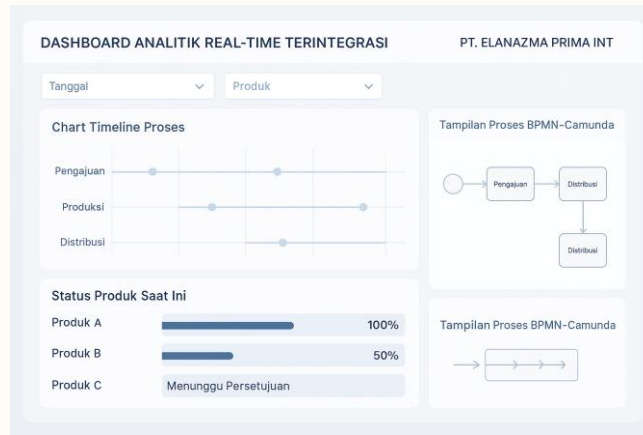 DASHBOARD ANALITIK REAL-TIME TERINTEGRASI
PT. ELANAZMA PRIMA INT
Tanggal
Produk
Chart Timeline Proses
Pengajuan
Produksi
Distribusi
Tampilan Proses BPMN-Camunda
Pengajuan
Distribusi
Distribusi
Status Produk Saat Ini
Produk A
100%
Produk B
50%
Produk C
Menunggu Persetujuan
Tampilan Proses BPMN-Camunda